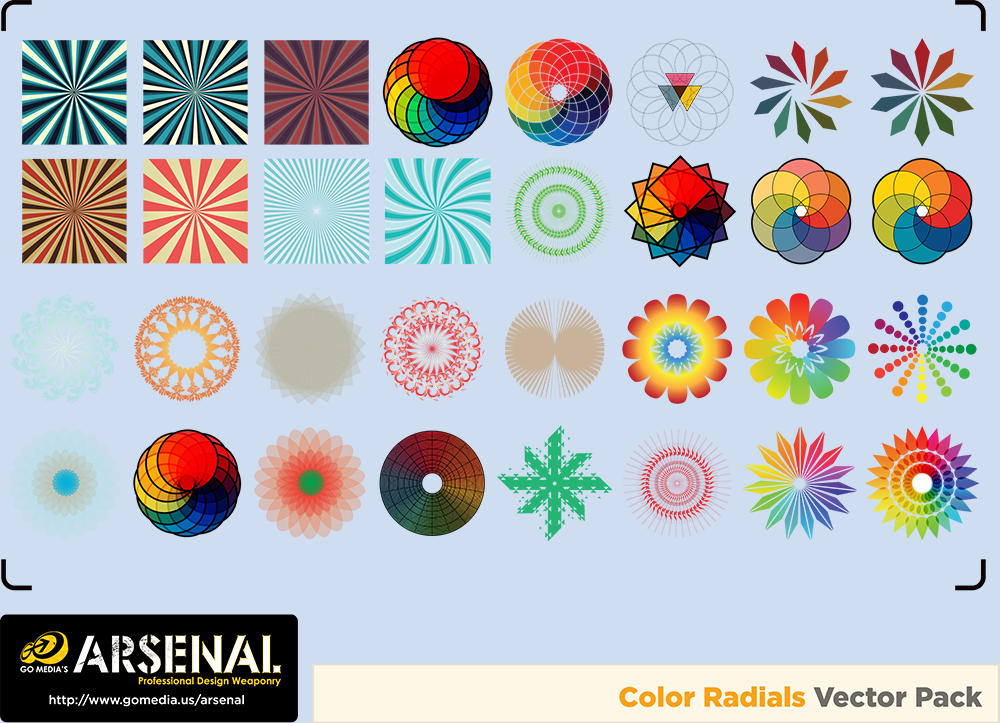 GO MEDIA'S
ARSENAL
Professional Design Weaponry
http://www.gomedia.us/arsenal
Color Radials Vector Pack